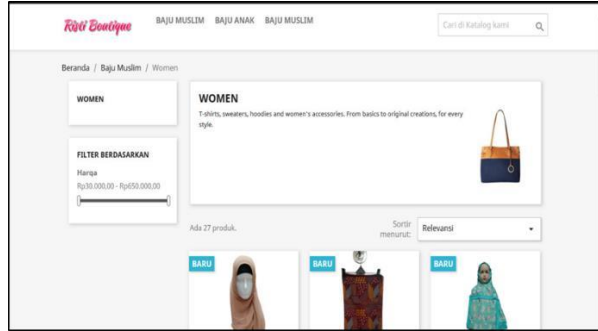 Risti Boutique
BAJU MUSLIM BAJU ANAK BAJU MUSLIM
Cari di Katalog kami
Beranda / Baju Muslim / Women
WOMEN
FILTER BERDASARKAN
Harga
Rp30.000,00 - Rp650.000,00
WOMEN
T-shirts, sweaters, hoodies and women's accessories. From basics to original creations, for every
style.
Ada 27 produk.
Sortir
menurut:
Relevansi
BARU
BARU
BARU